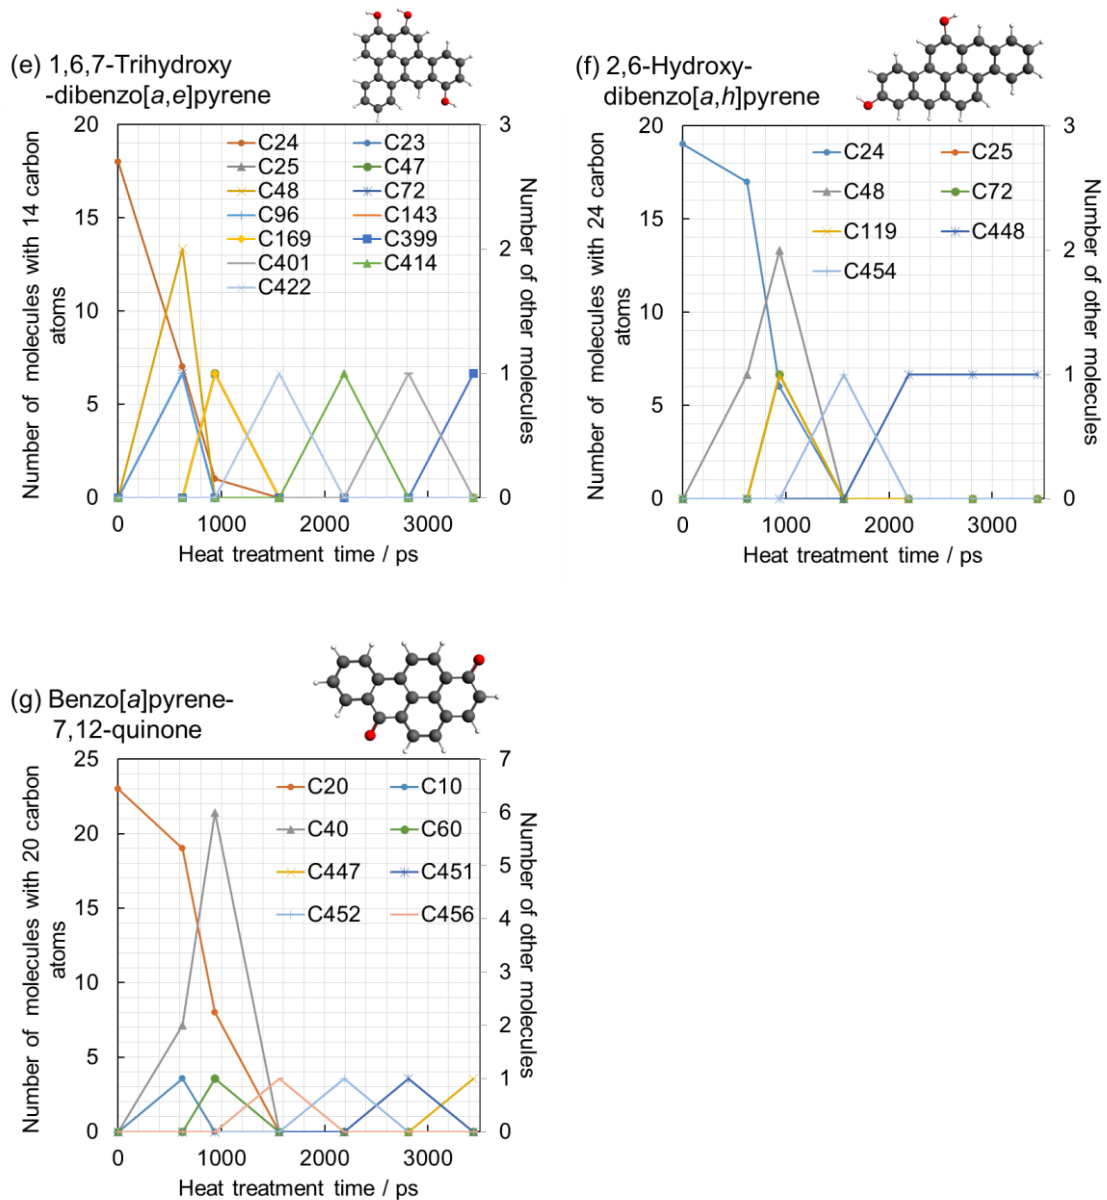 (e) 1,6,7-Trihydroxy
-dibenzo[a,e]pyrene
Number of molecules with 14 carbon
atoms
20
15
10
5
0
3
2
1
0
Number of other molecules
C24
C23
C25
C47
C48
C72
C96
C143
C169
C399
C401
C414
C422
0
1000
2000
3000
Heat treatment time / ps
(f) 2,6-Hydroxy-
dibenzo[a,h]pyrene
Number of molecules with 24 carbon
atoms
20
15
10
5
0
3
2
1
0
Number of other molecules
C24
C25
C48
C72
C119
C448
C454
0
1000
2000
3000
Heat treatment time / ps
(g) Benzo[a]pyrene-
7,12-quinone
Number of molecules with 20 carbon
atoms
25
20
15
10
5
0
7
6
5
4
3
2
1
0
Number of other molecules
C20
C10
C40
C60
C447
C451
C452
C456
0
1000
2000
3000
Heat treatment time / ps